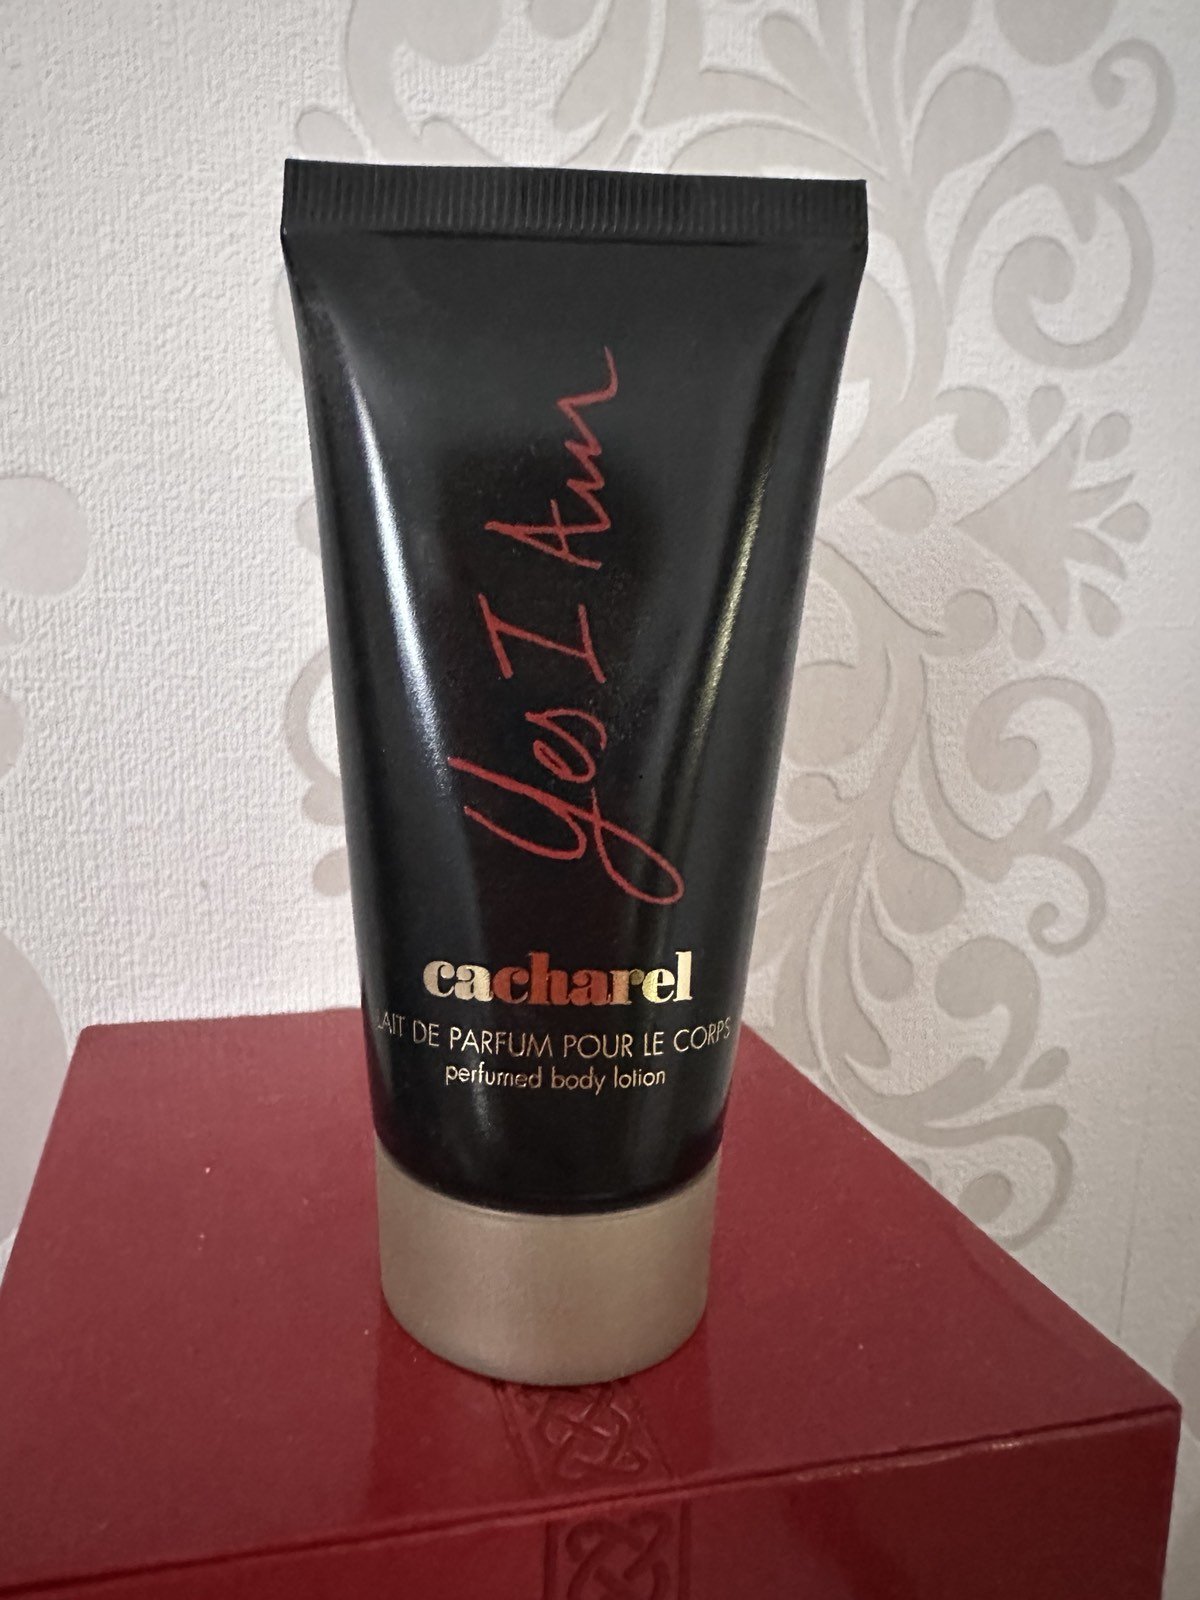 Yes I Am
cacharel
LAIT DE PARFUM POUR LE CORPS
perfumed body lotion